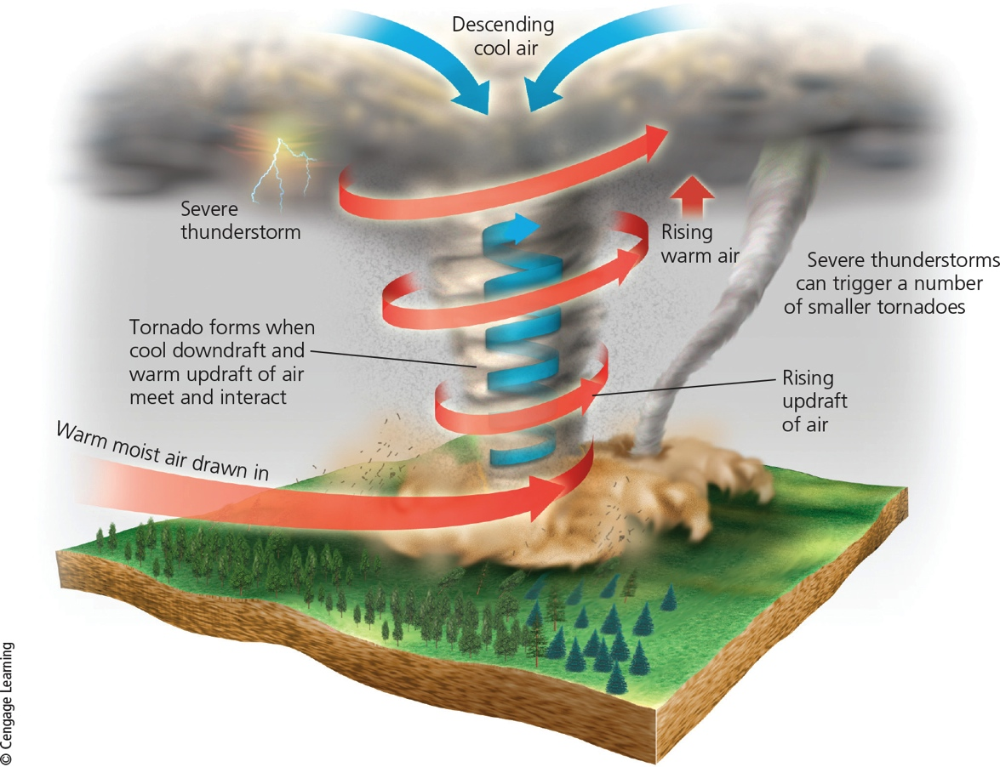 Descending
cool air
Severe
thunderstorm
Rising
warm air
Severe thunderstorms
can trigger a number
of smaller tornadoes
Tornado forms when
cool downdraft and
warm updraft of air
meet and interact
Rising
updraft
of air
Warm moist air drawn in
© Cengage Learning